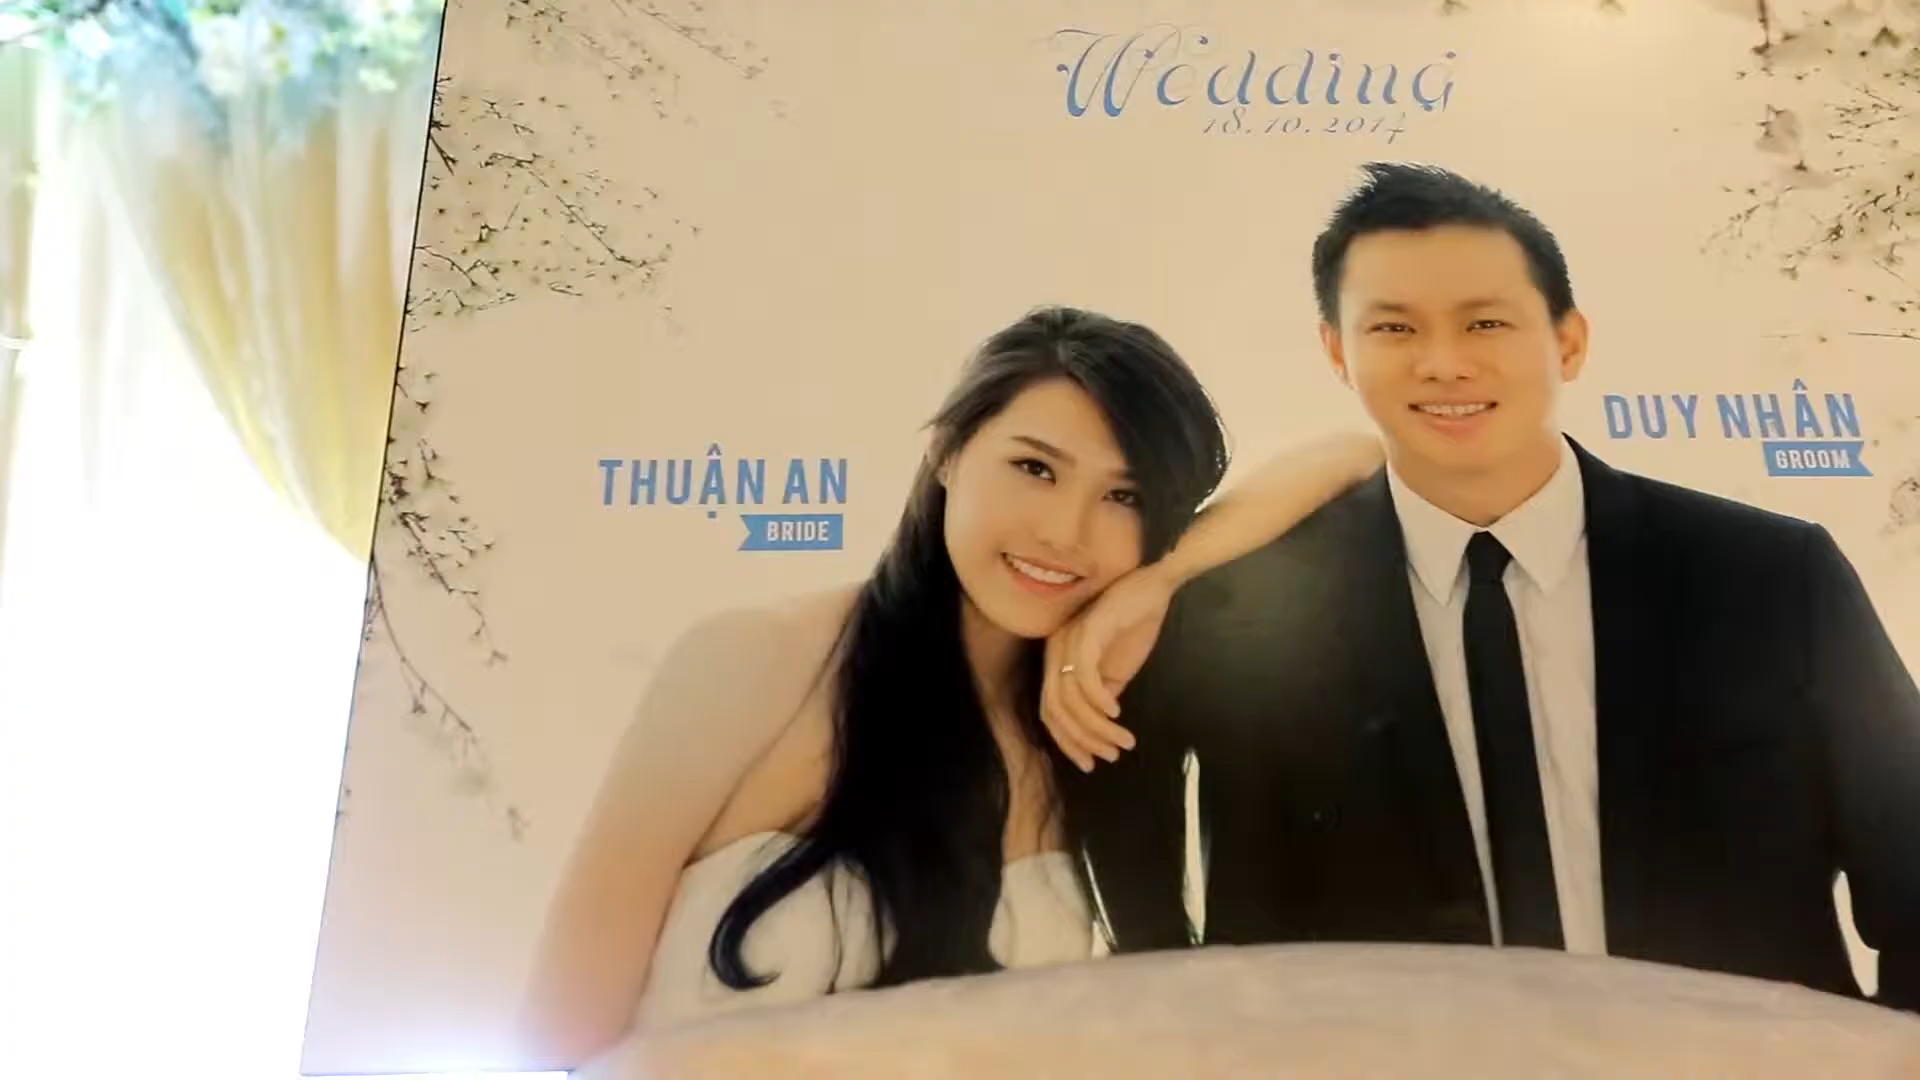 Wedding
18.10.2014
DUY NHÂN
GROOM
THUẬN AN
BRIDE